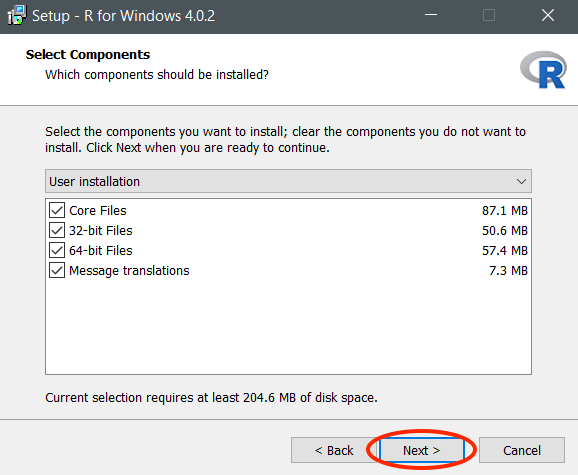 Setup - R for Windows 4.0.2
Select Components
Which components should be installed?
R
Select the components you want to install; clear the components you do not want to
install. Click Next when you are ready to continue.
User installation
Core Files 87.1 MB
32-bit Files 50.6 MB
64-bit Files 57.4 MB
Message translations 7.3 MB
Current selection requires at least 204.6 MB of disk space.
< Back Next > Cancel